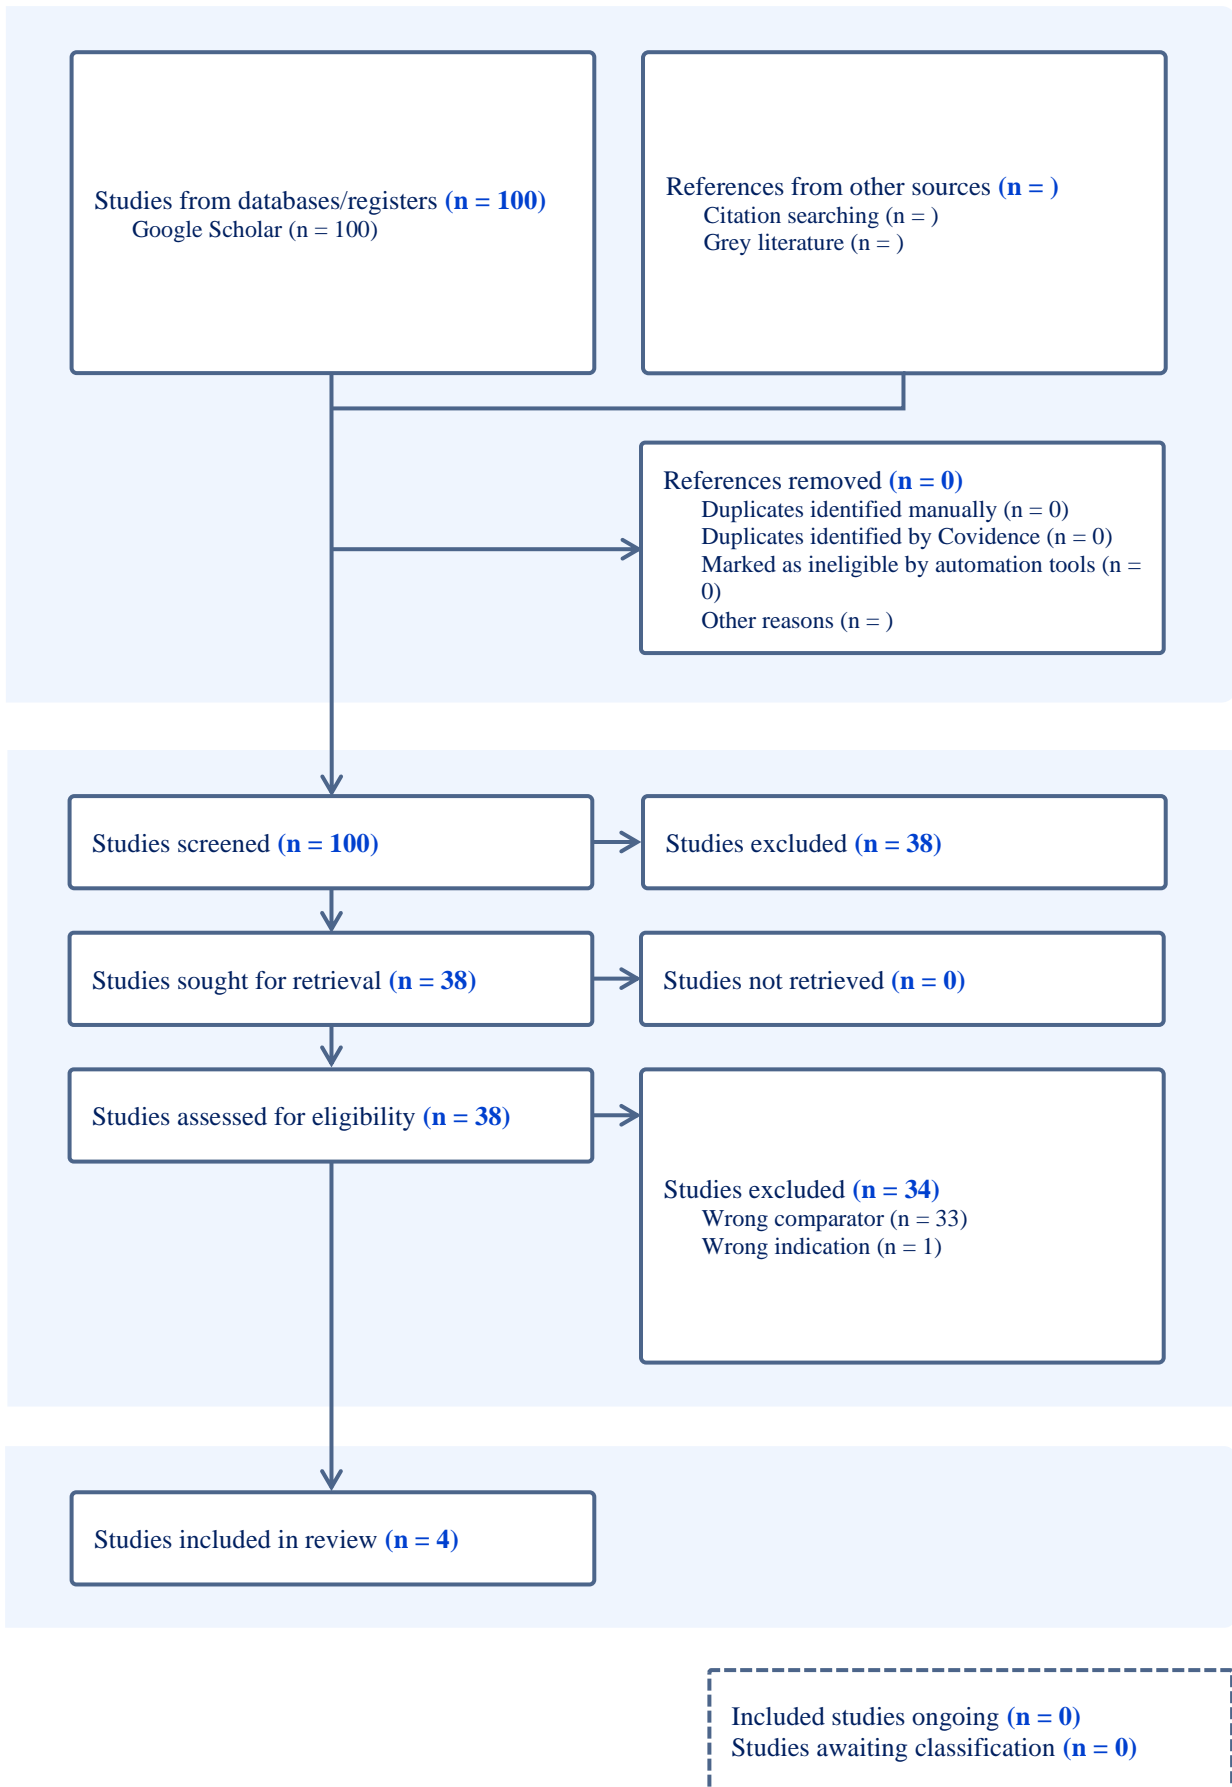 Studies from databases/registers (n = 100)
Google Scholar (n = 100)
References from other sources (n = )
Citation searching (n = )
Grey literature (n = )
References removed (n = 0)
Duplicates identified manually (n = 0)
Duplicates identified by Covidence (n = 0)
Marked as ineligible by automation tools (n =
0)
Other reasons (n = )
Studies screened (n = 100)
Studies excluded (n = 38)
Studies sought for retrieval (n = 38)
Studies not retrieved (n = 0)
Studies assessed for eligibility (n = 38)
Studies excluded (n = 34)
Wrong comparator (n = 33)
Wrong indication (n = 1)
Studies included in review (n = 4)
Included studies ongoing (n = 0)
Studies awaiting classification (n = 0)